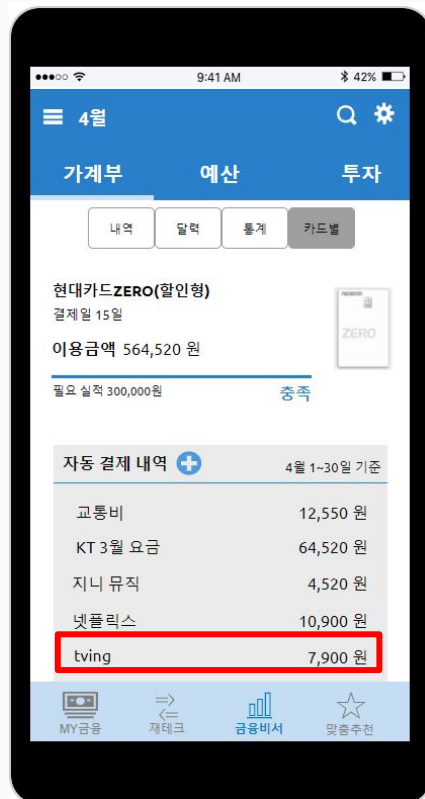 9:41 AM 42%
4월
가계부 예산 투자
내역 달력 통계 카드별
현대카드ZERO(할인형)
결제일 15일
ZERO
이용금액 564,520 원
필요 실적 300,000원 충족
자동 결제 내역 4월 1~30일 기준
교통비 12,550 원
KT 3월 요금 64,520 원
지니 뮤직 4,520 원
넷플릭스 10,900 원
tving 7,900 원
MY금융 재테크 금융비서 맞춤추천